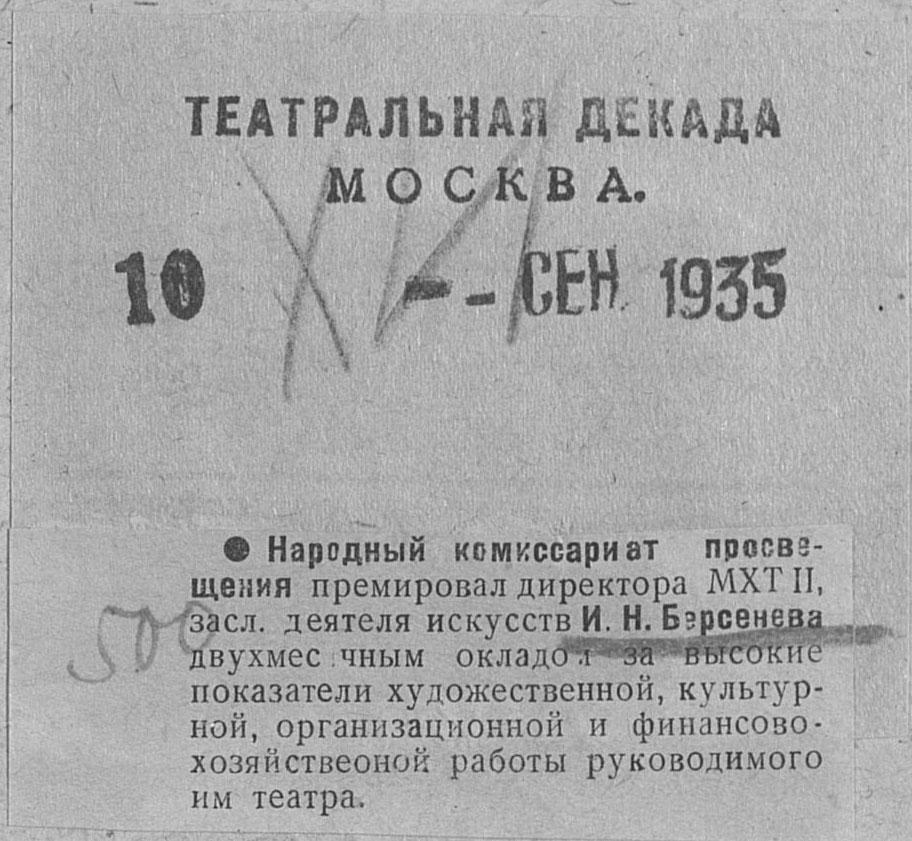 ТЕАТРАЛЬНАЯ ДЕКАДА
МОСКВА.
10 - - СЕН. 1935
● Народный комиссариат просве-
щения премировал директора МХТ II,
500
засл. деятеля искусств И. Н. Берсенева
двухмес чным окладо за высокие
показатели художественной, культур-
ной, организационной и финансово-
хозяйствеоной работы руководимого
им театра.